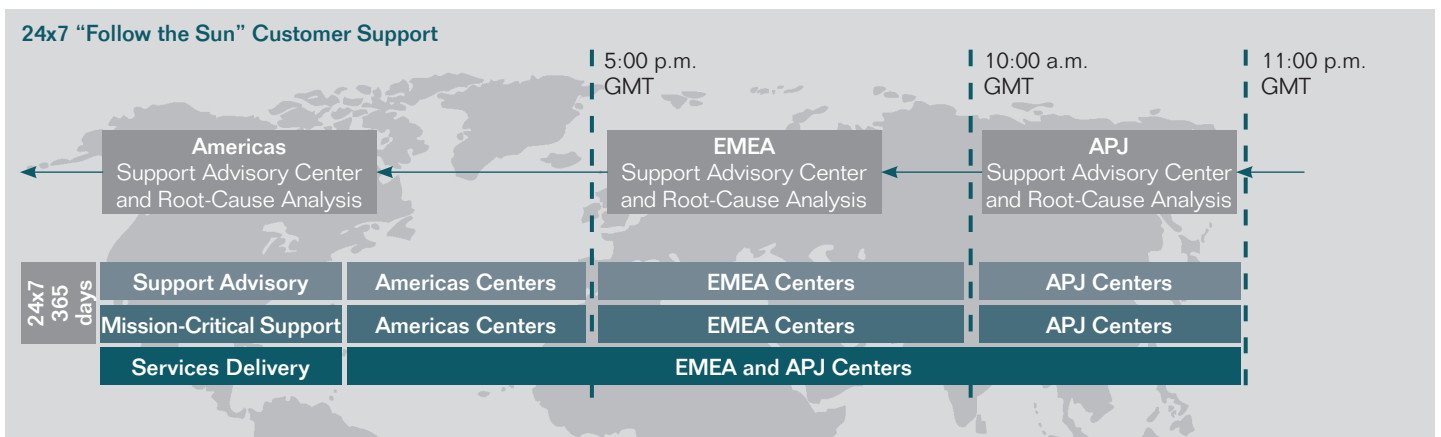 24x7 “Follow the Sun” Customer Support
5:00 p.m.
GMT
10:00 a.m.
GMT
11:00 p.m.
GMT
Americas
Support Advisory Center
and Root-Cause Analysis
EMEA
Support Advisory Center
and Root-Cause Analysis
APJ
Support Advisory Center
and Root-Cause Analysis
24x7
365
days
Support Advisory
Americas Centers
EMEA Centers
APJ Centers
Mission-Critical Support
Americas Centers
EMEA Centers
APJ Centers
Services Delivery
EMEA and APJ Centers